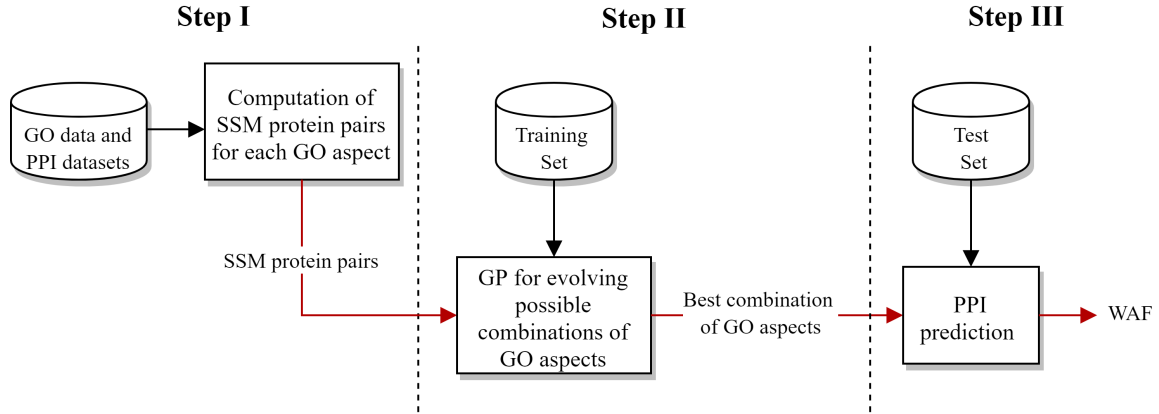 Step I
Step II
Step III
GO data and
PPI datasets
Computation of
SSM protein pairs
for each GO aspect
SSM protein pairs
Training
Set
GP for evolving
possible
combinations of
GO aspects
Best combination
of GO aspects
Test
Set
PPI
prediction
WAF